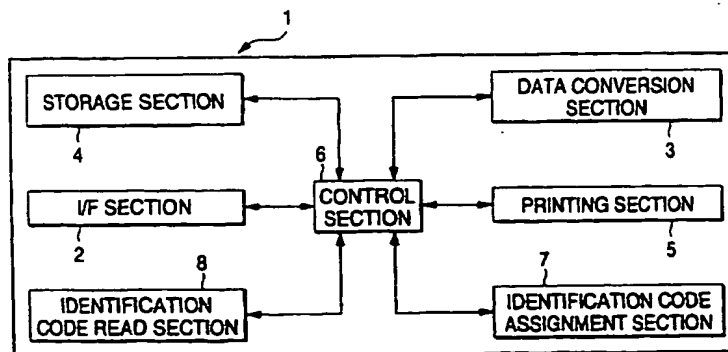 1
STORAGE SECTION
4
DATA CONVERSION
SECTION
3
6
CONTROL
SECTION
I/F SECTION
2
PRINTING SECTION
5
8
IDENTIFICATION
CODE READ SECTION
7
IDENTIFICATION CODE
ASSIGNMENT SECTION